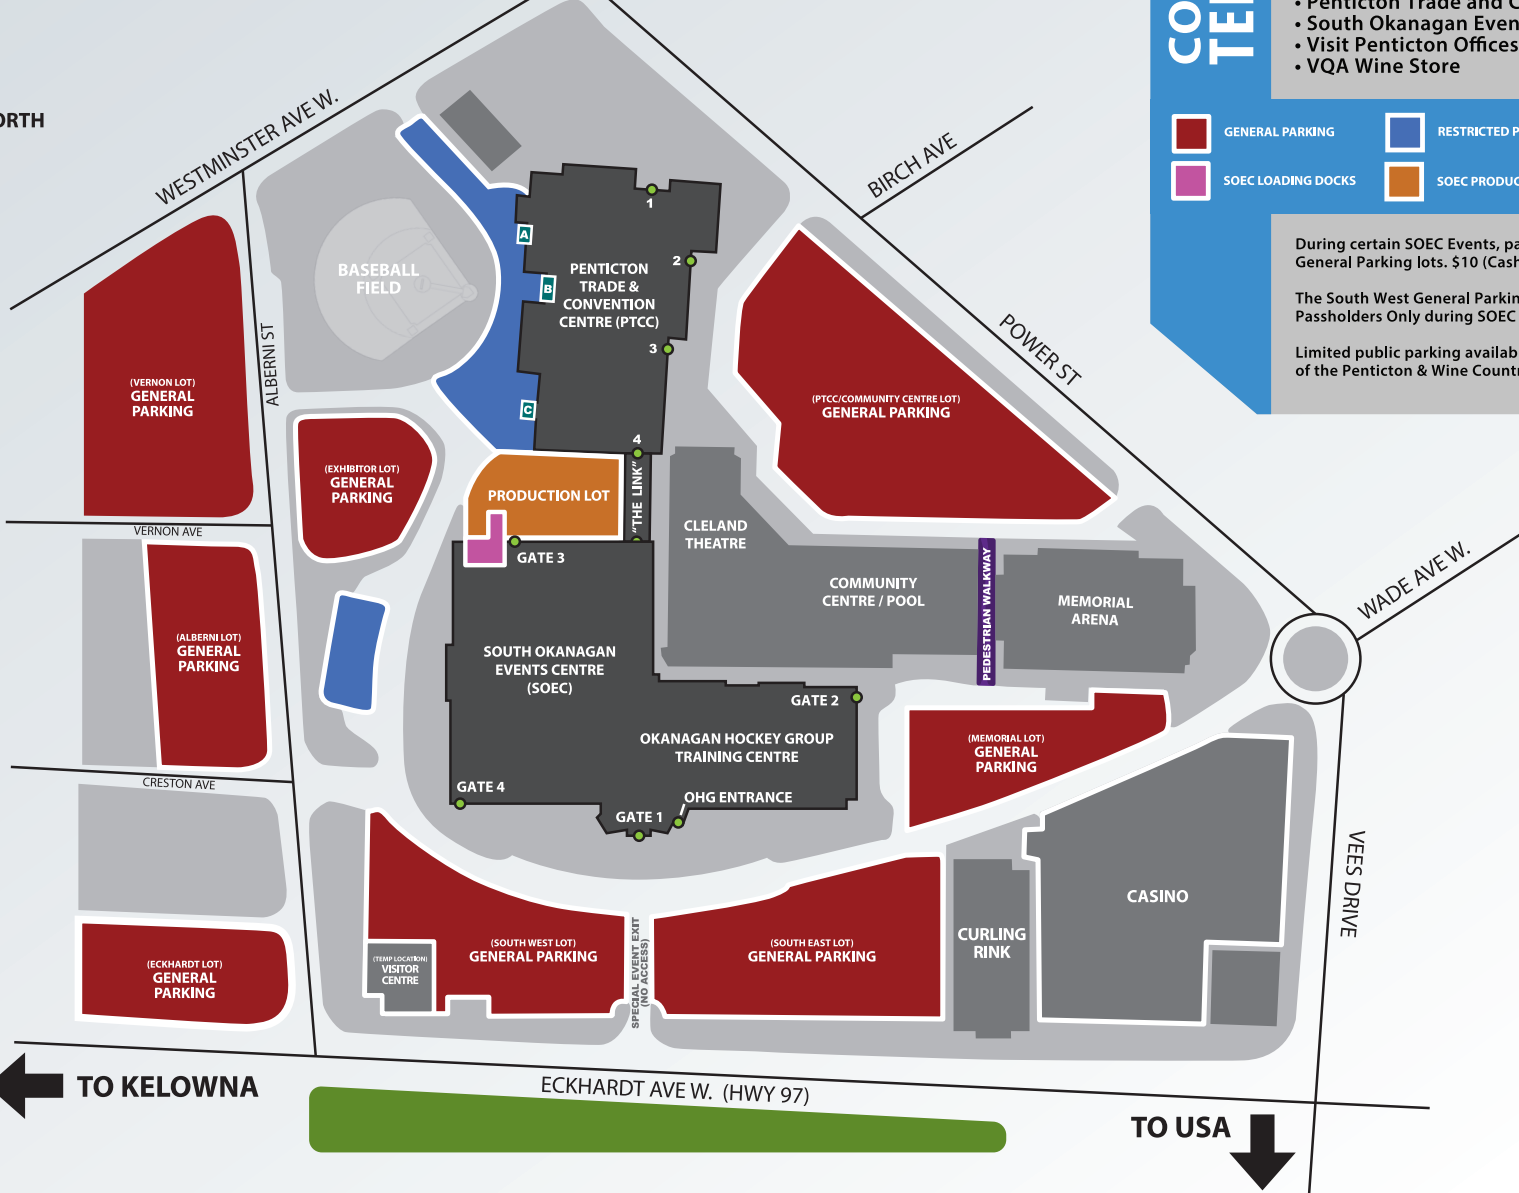 CO
TE
• Penticton Trade and C
• South Okanagan Even
• Visit Penticton Offices
• VQA Wine Store
GENERAL PARKING
RESTRICTED P
SOEC LOADING DOCKS
SOEC PRODUC
During certain SOEC Events, pa
General Parking lots. $10 (Cash
The South West General Parkin
Passholders Only during SOEC
Limited public parking availab
of the Penticton & Wine Countr
ORTH
WESTMINSTER AVE W.
BIRCH AVE
POWER ST
WADE AVE W.
ALBERNI ST
VERNON AVE
CRESTON AVE
VEES DRIVE
ECKHARDT AVE W. (HWY 97)
BASEBALL
FIELD
A
B
C
1
2
3
4
PENTICTON
TRADE &
CONVENTION
CENTRE (PTCC)
(VERNON LOT)
GENERAL
PARKING
(EXHIBITOR LOT)
GENERAL
PARKING
(PTCC/COMMUNITY CENTRE LOT)
GENERAL PARKING
PRODUCTION LOT
"THE LINK"
GATE 3
CLELAND
THEATRE
COMMUNITY
CENTRE / POOL
PEDESTRIAN WALKWAY
MEMORIAL
ARENA
(ALBERNI LOT)
GENERAL
PARKING
SOUTH OKANAGAN
EVENTS CENTRE
(SOEC)
GATE 2
OKANAGAN HOCKEY GROUP
TRAINING CENTRE
(MEMORIAL LOT)
GENERAL
PARKING
GATE 4
OHG ENTRANCE
GATE 1
CASINO
CURLING
RINK
(SOUTH WEST LOT)
GENERAL PARKING
(TEMP LOCATION)
VISITOR
CENTRE
SPECIAL EVENT EXIT
(NO ACCESS)
(SOUTH EAST LOT)
GENERAL PARKING
(ECKHARDT LOT)
GENERAL
PARKING
TO KELOWNA
TO USA